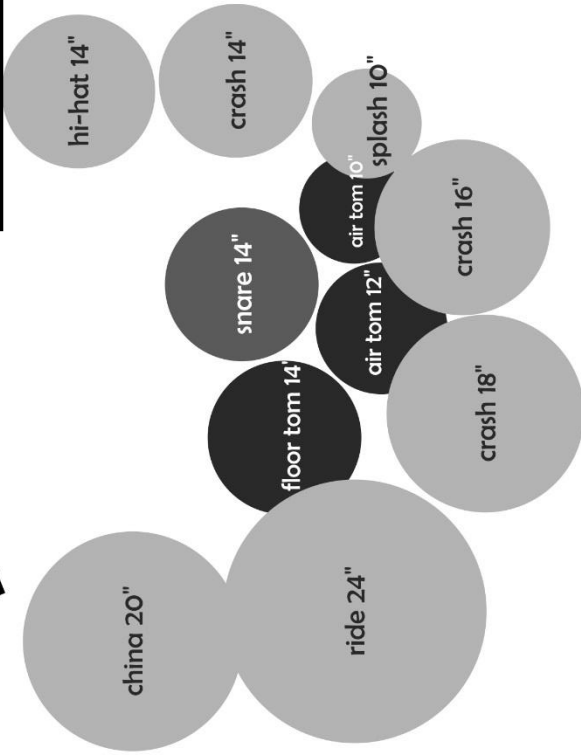 hi-hat 14"
crash 14"
splash 10"
air tom 10"
crash 16"
snare 14"
air tom 12"
floor tom 14"
crash 18"
china 20"
ride 24"